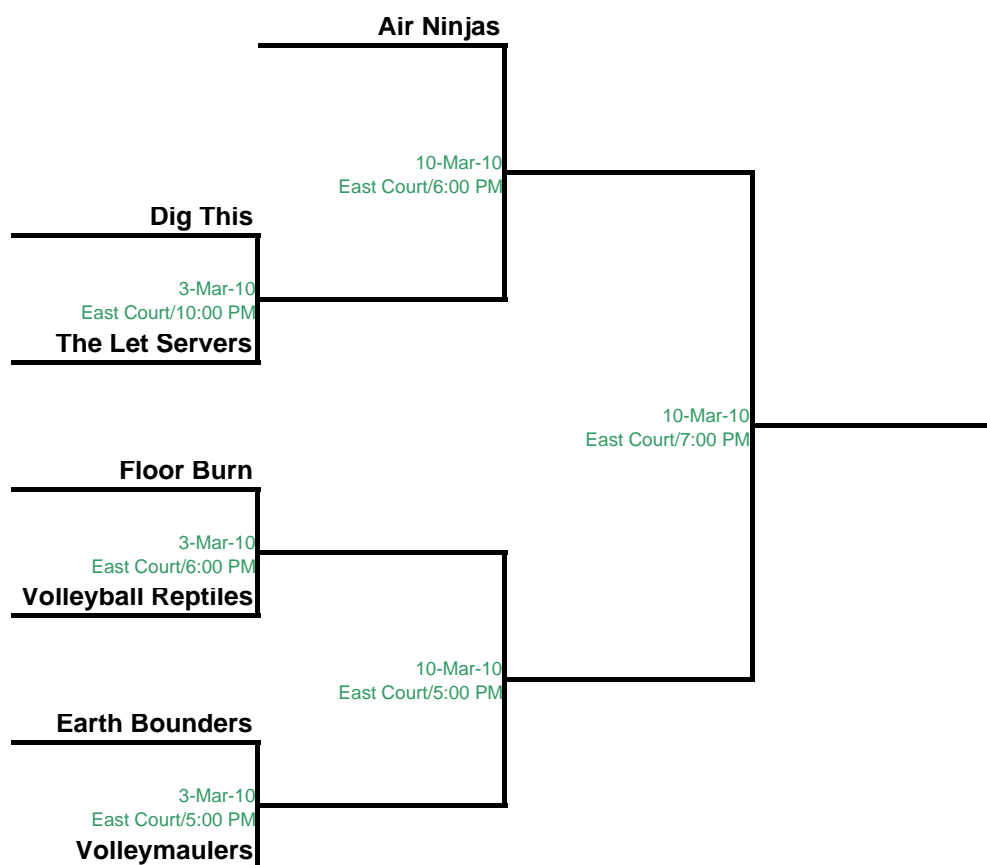 Air Ninjas
10-Mar-10
East Court/6:00 PM
Dig This
3-Mar-10
East Court/10:00 PM
The Let Servers
10-Mar-10
East Court/7:00 PM
Floor Burn
3-Mar-10
East Court/6:00 PM
Volleyball Reptiles
10-Mar-10
East Court/5:00 PM
Earth Bounders
3-Mar-10
East Court/5:00 PM
Volleymaulers